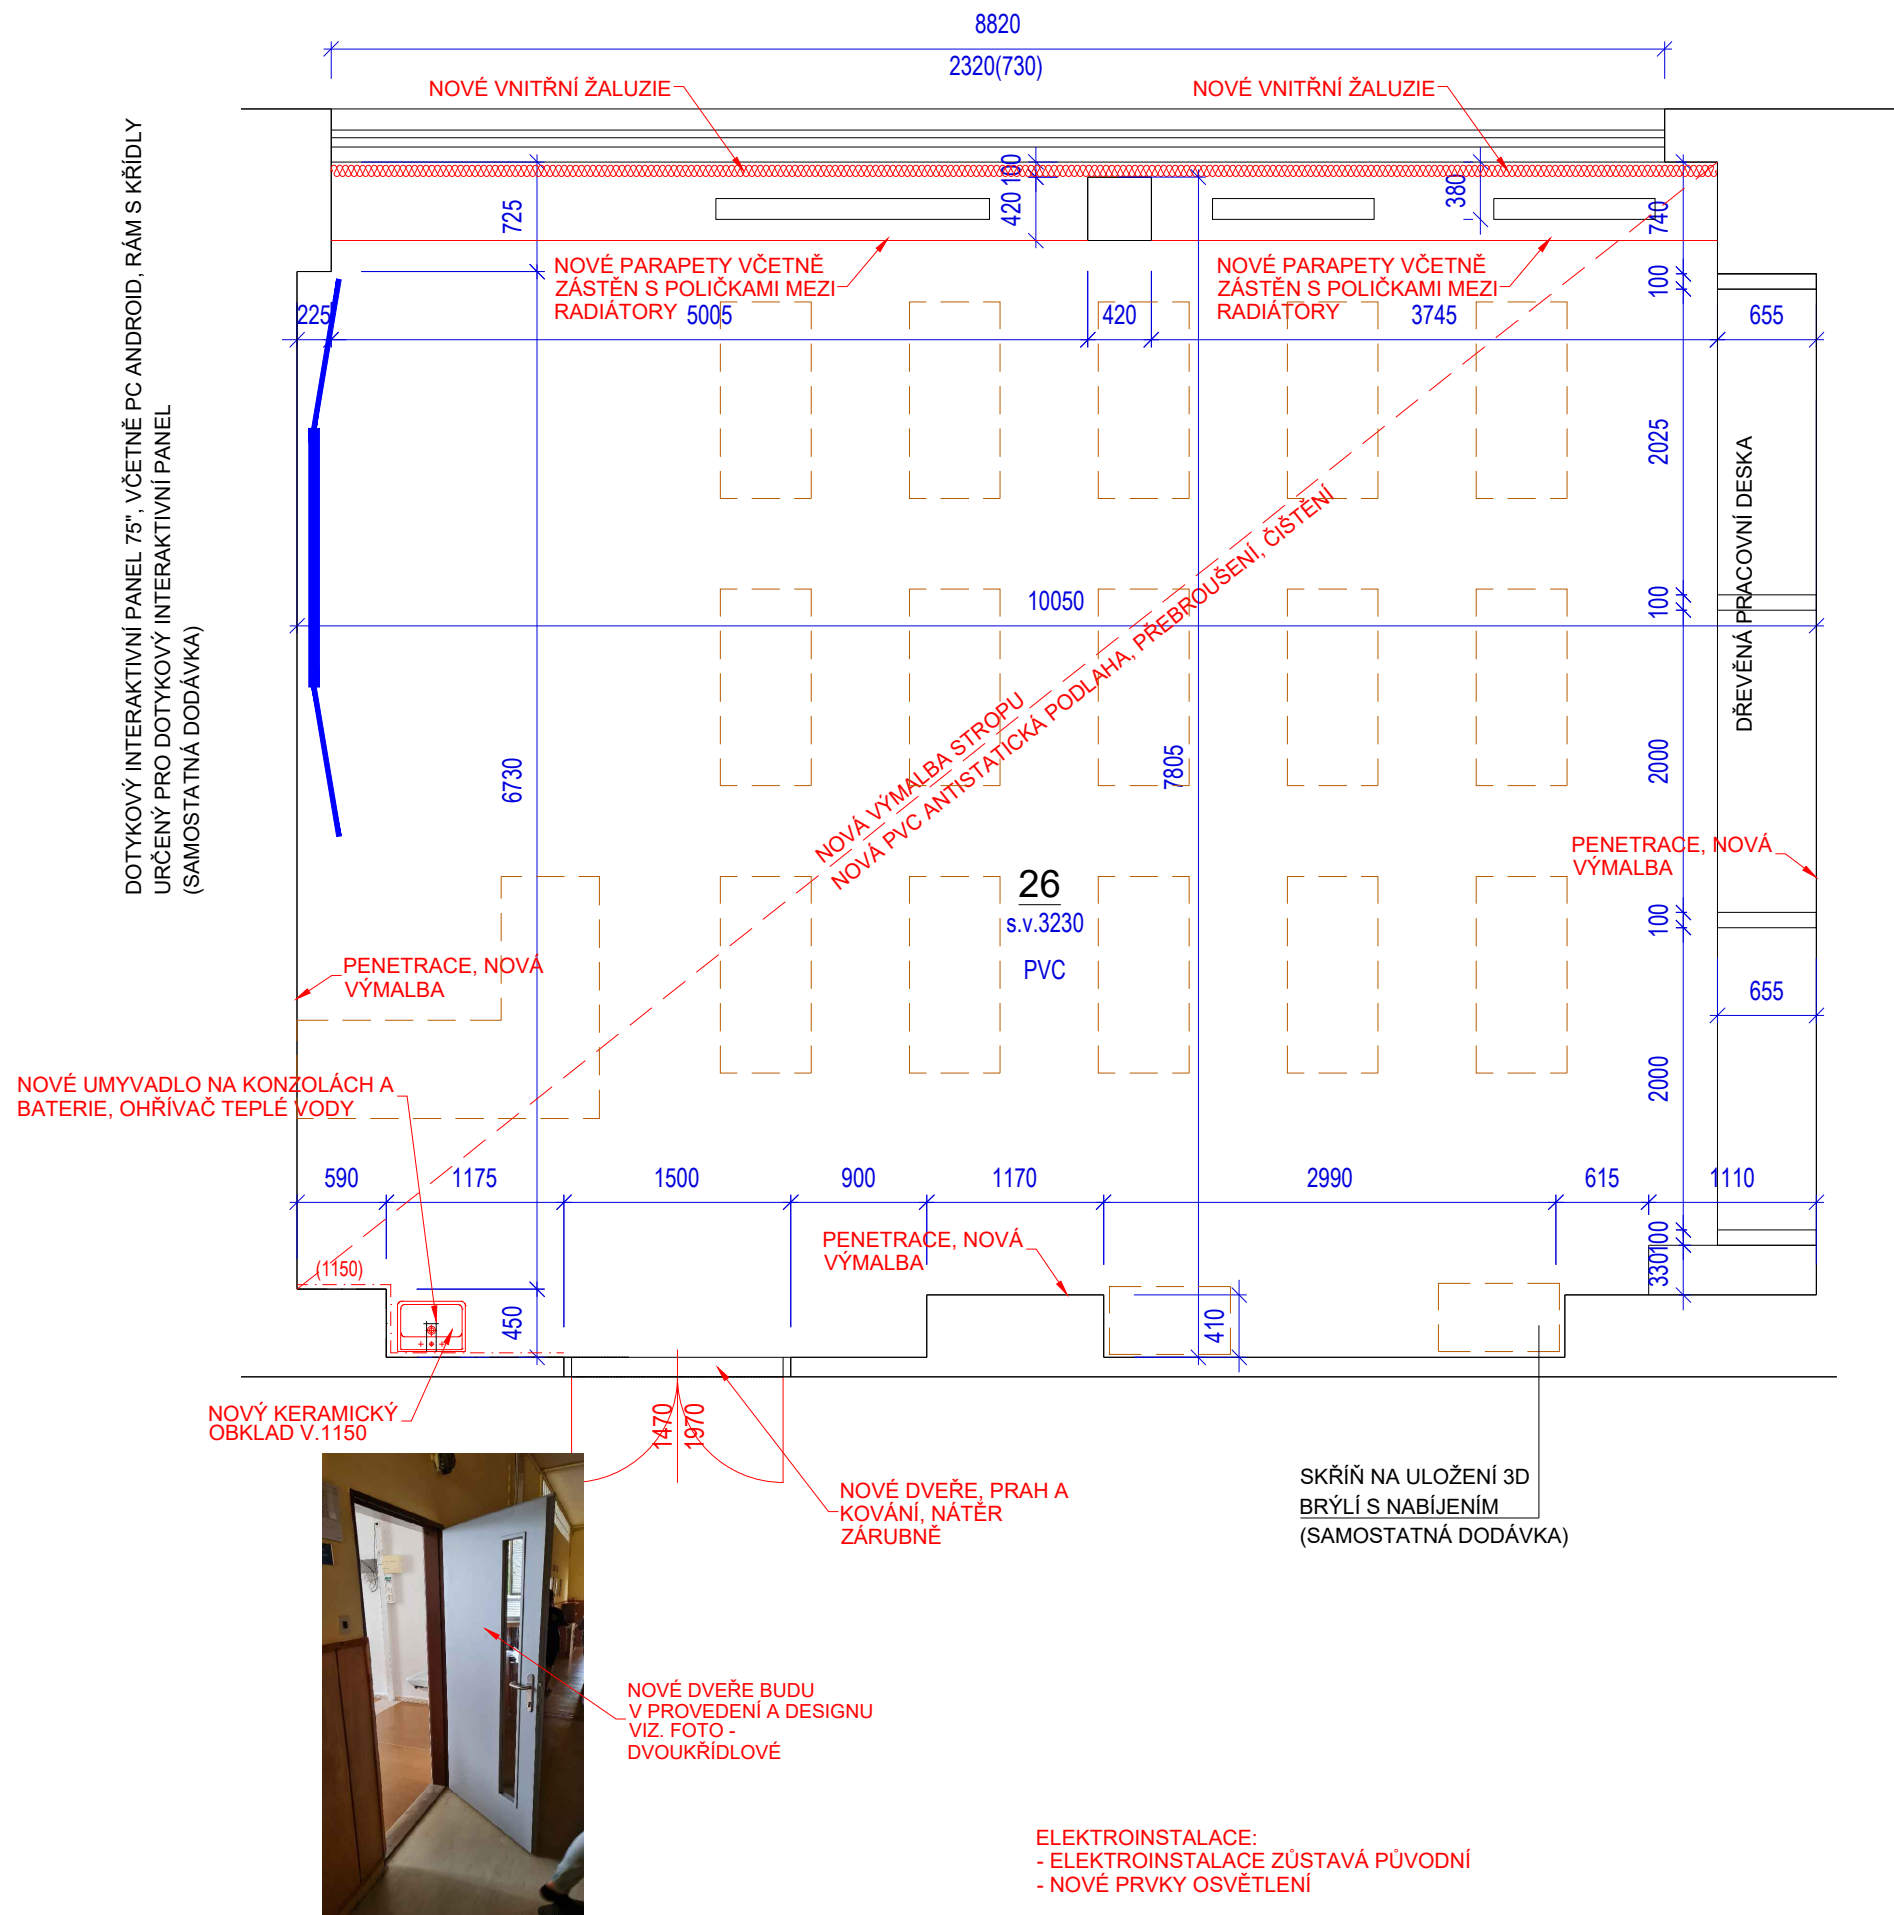 8820
2320(730)
NOVÉ VNITŘNÍ ŽALUZIE
NOVÉ VNITŘNÍ ŽALUZIE
DOTYKOVÝ INTERAKTIVNÍ PANEL 75", VČETNĚ PC ANDROID, RÁM S KŘÍDLY
URČENÝ PRO DOTYKOVÝ INTERAKTIVNÍ PANEL
(SAMOSTATNÁ DODÁVKA)
725
100
420
380
740
100
NOVÉ PARAPETY VČETNĚ
ZÁSTĚN S POLIČKAMI MEZI
RADIÁTORY
NOVÉ PARAPETY VČETNĚ
ZÁSTĚN S POLIČKAMI MEZI
RADIÁTORY
225
5005
420
3745
655
2025
DŘEVĚNÁ PRACOVNÍ DESKA
10050
100
NOVÁ VÝMALBA STROPU
NOVÁ PVC ANTISTATICKÁ PODLAHA, PŘEBROUŠENÍ, ČIŠTĚNÍ
6730
7805
2000
PENETRACE, NOVÁ
VÝMALBA
26
s.v.3230
PVC
100
PENETRACE, NOVÁ
VÝMALBA
655
NOVÉ UMYVADLO NA KONZOLÁCH A
BATERIE, OHŘÍVAČ TEPLÉ VODY
2000
590
1175
1500
900
1170
2990
615
1110
PENETRACE, NOVÁ
VÝMALBA
100
330
(1150)
450
410
NOVÝ KERAMICKÝ
OBKLAD V.1150
1470
1970
NOVÉ DVEŘE, PRAH A
KOVÁNÍ, NÁTĚR
ZÁRUBNĚ
SKŘÍŇ NA ULOŽENÍ 3D
BRÝLÍ S NABÍJENÍM
(SAMOSTATNÁ DODÁVKA)
NOVÉ DVEŘE BUDU
V PROVEDENÍ A DESIGNU
VIZ. FOTO -
DVOUKŘÍDLOVÉ
ELEKTROINSTALACE:
- ELEKTROINSTALACE ZŮSTAVÁ PŮVODNÍ
- NOVÉ PRVKY OSVĚTLENÍ